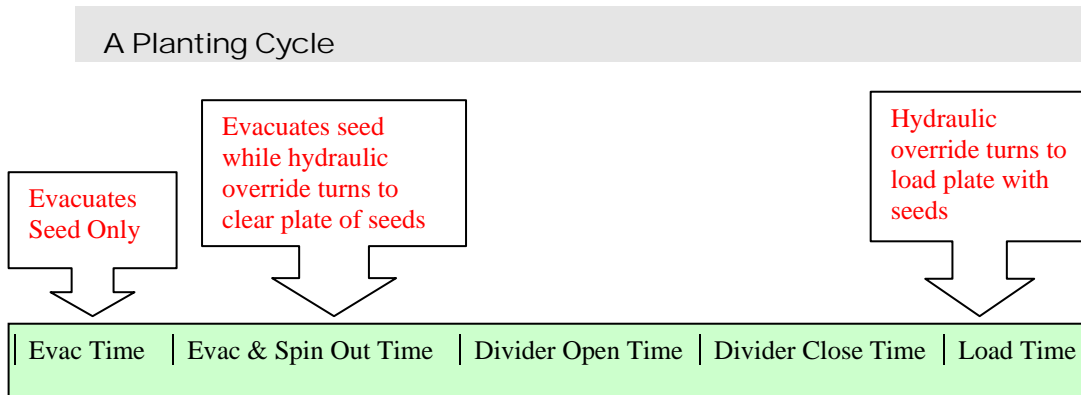 A Planting Cycle
Evacuates
Seed Only
Evacuates seed
while hydraulic
override turns to
clear plate of seeds
Hydraulic
override turns to
load plate with
seeds
Evac Time | Evac & Spin Out Time | Divider Open Time | Divider Close Time | Load Time